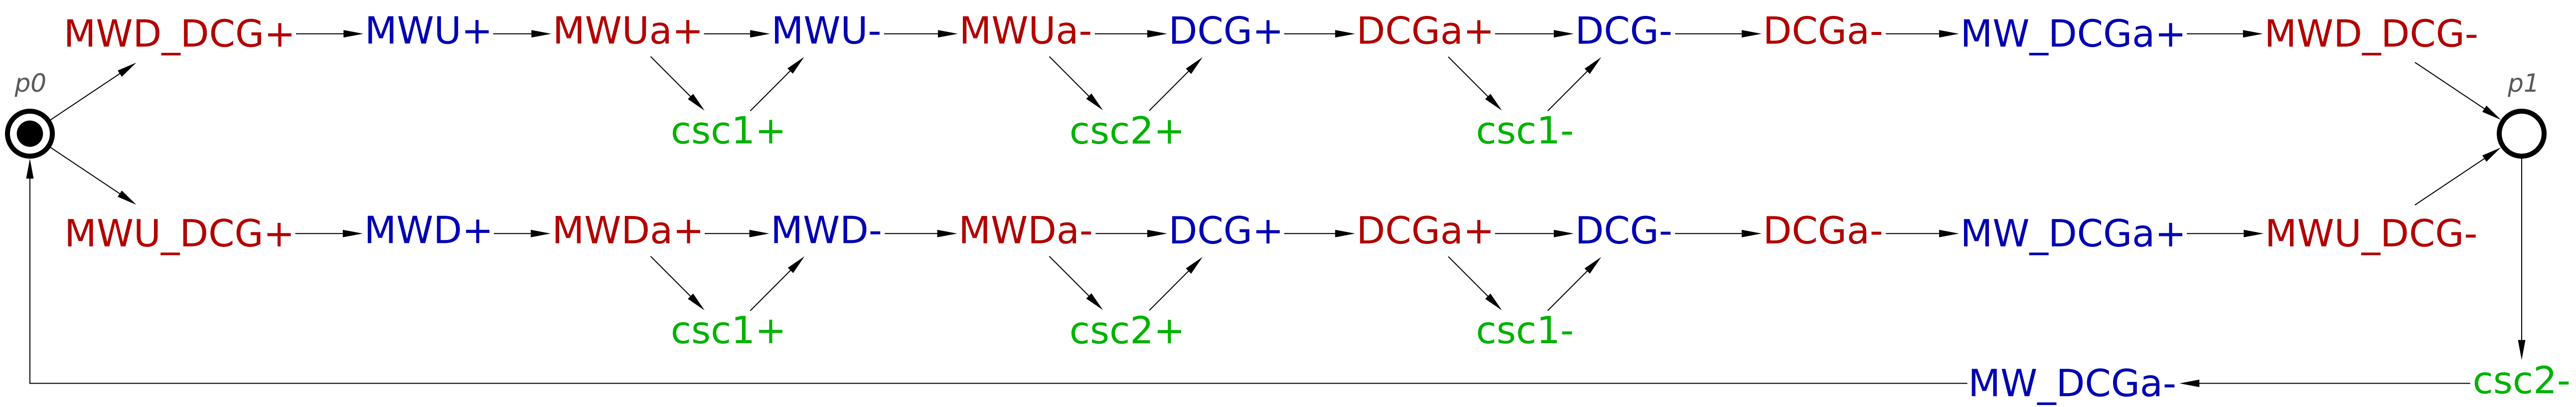 MWD_DCG+ MWU+ MWUa+ MWU- MWUa- DCG+ DCGa+ DCG- DCGa- MW_DCGa+ MWD_DCG-
p0 p1
csc1+ csc2+ csc1-
MWU_DCG+ MWD+ MWDa+ MWD- MWDa- DCG+ DCGa+ DCG- DCGa- MW_DCGa+ MWU_DCG-
csc1+ csc2+ csc1-
MW_DCGa- csc2-